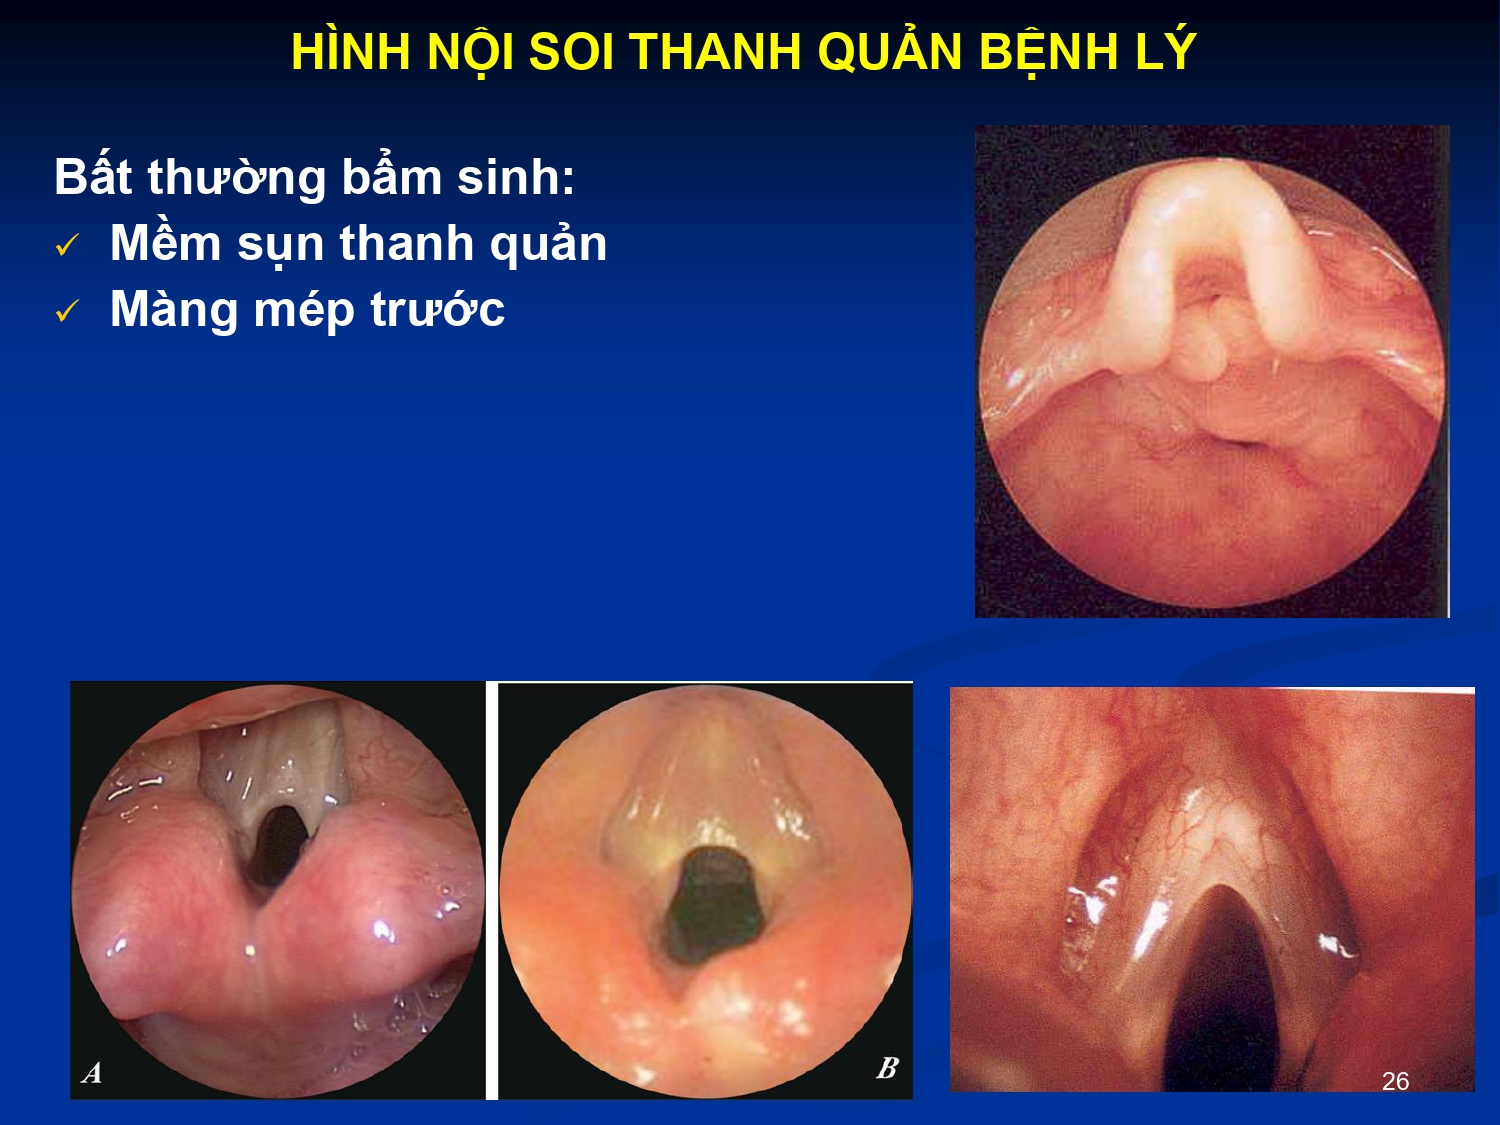 HÌNH NỘI SOI THANH QUẢN BỆNH LÝ
Bất thường bẩm sinh:
✓ Mềm sụn thanh quản
✓ Màng mép trước
A
B
26